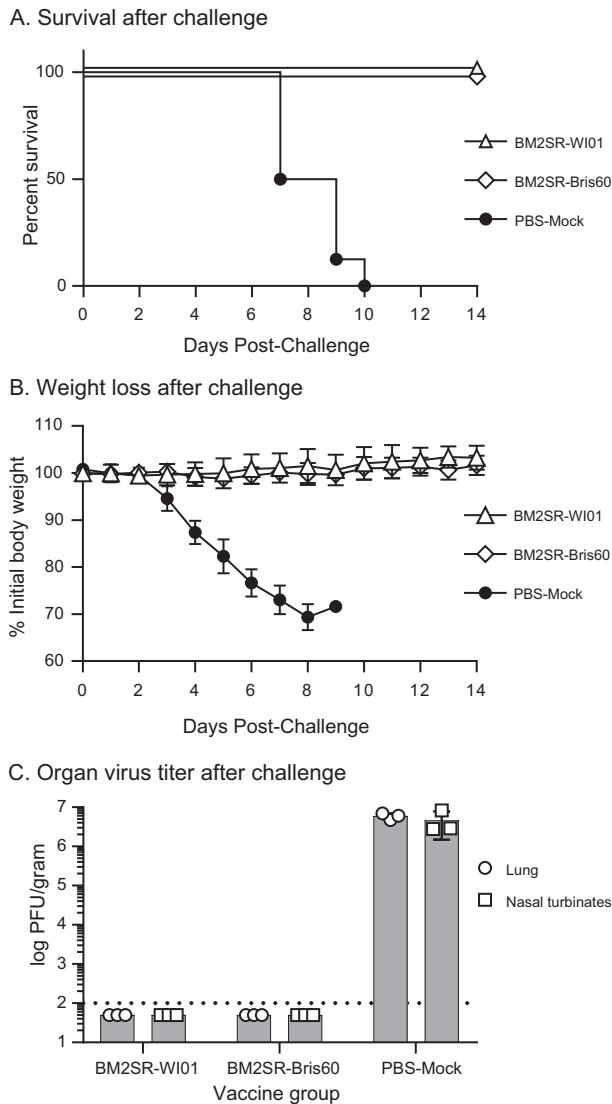 A. Survival after challenge
Percent survival
100
50
0
0 2 4 6 8 10 12 14
Days Post-Challenge
BM2SR-WI01
BM2SR-Bris60
PBS-Mock
B. Weight loss after challenge
% Initial body weight
110
100
90
80
70
60
0 2 4 6 8 9 10 12 14
Days Post-Challenge
BM2SR-WI01
BM2SR-Bris60
PBS-Mock
C. Organ virus titer after challenge
log PFU/gram
7
6
5
4
3
2
1
Lung
Nasal turbinates
BM2SR-WI01 BM2SR-Bris60 PBS-Mock
Vaccine group